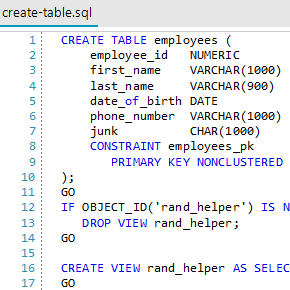 create-table.sql
1 CREATE TABLE employees (
2 employee_id NUMERIC
3 first_name VARCHAR(1000)
4 last_name VARCHAR(900)
5 date_of_birth DATE
6 phone_number VARCHAR(1000)
7 junk CHAR(1000)
8 CONSTRAINT employees_pk
9 PRIMARY KEY NONCLUSTERED
10 );
11 GO
12 IF OBJECT_ID('rand_helper') IS N
13 DROP VIEW rand_helper;
14 GO
15
16 CREATE VIEW rand_helper AS SELEC
17 GO